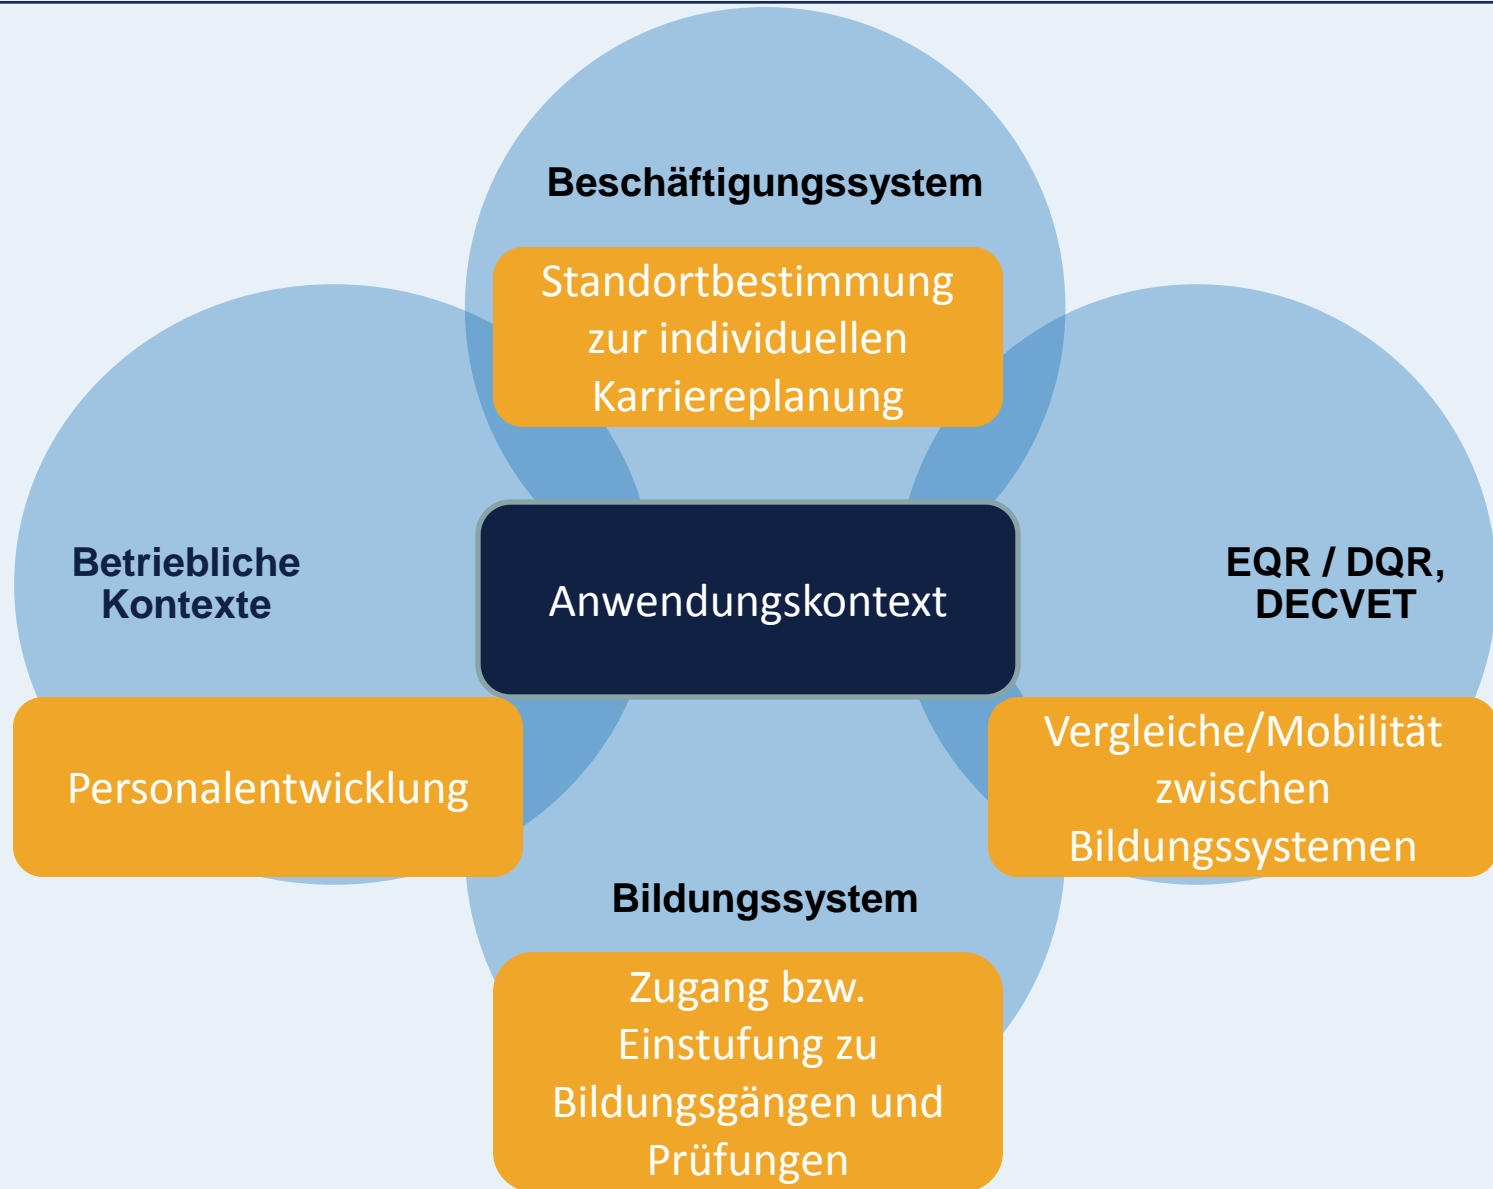 Beschäftigungssystem
Standortbestimmung
zur individuellen
Karriereplanung
Betriebliche
Kontexte
Anwendungskontext
EQR / DQR,
DECVET
Personalentwicklung
Vergleiche/Mobilität
zwischen
Bildungssystemen
Bildungssystem
Zugang bzw.
Einstufung zu
Bildungsgängen und
Prüfungen